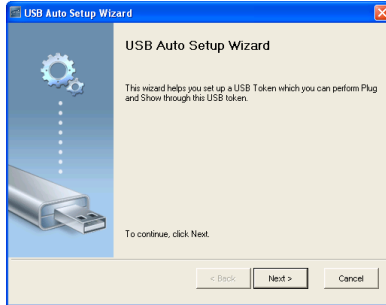 USB Auto Setup Wizard
USB Auto Setup Wizard
This wizard helps you set up a USB Token which you can perform Plug
and Show through this USB token.
To continue, click Next.
< Back
Next >
Cancel